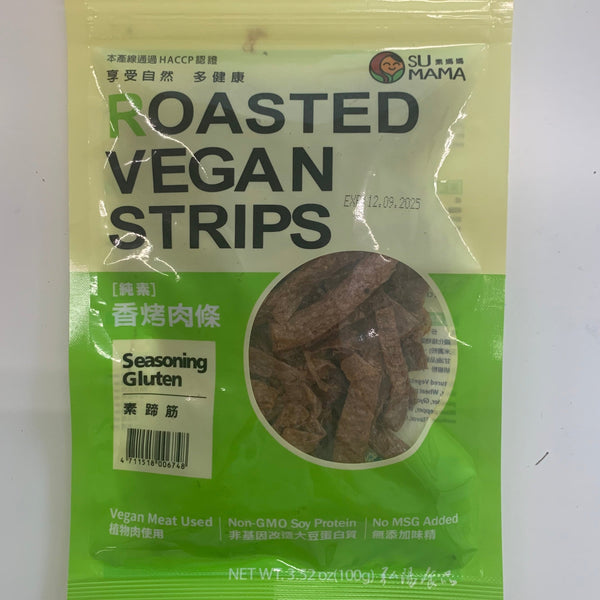 本產線通過HACCP認證
享受自然 多健康
SU 素媽媽
MAMA
ROASTED
VEGAN
STRIPS
EXP 12.09.2025
[純素]
香烤肉條
Seasoning
Gluten
素蹄筋
4 711518 006748
Vegan Meat Used
植物肉使用
Non-GMO Soy Protein
非基因改造大豆蛋白質
No MSG Added
無添加味精
NET WT. 3.52 oz(100g)